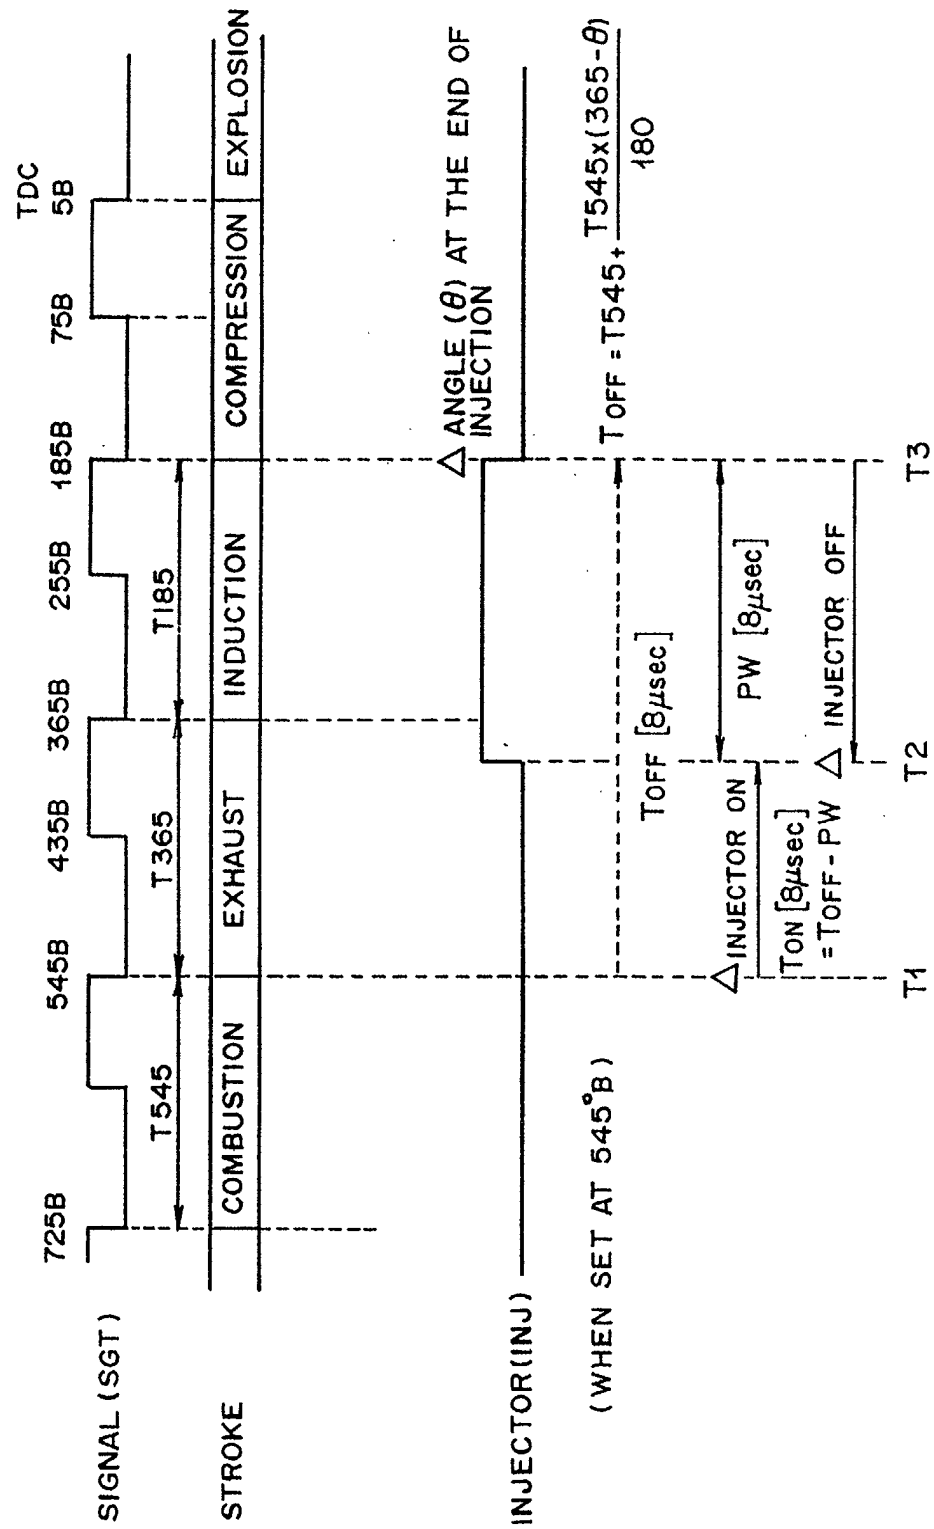 TDC
725B 545B 435B 365B 255B 185B 75B 5B
SIGNAL (SGT)
T545 T365 T185
STROKE COMBUSTION EXHAUST INDUCTION COMPRESSION EXPLOSION
ANGLE (θ) AT THE END OF
INJECTION
INJECTOR (INJ)
(WHEN SET AT 545°B)
TOFF = T545 + T545x(365-θ)
180
TOFF [8μsec]
PW [8μsec]
INJECTOR ON
TON [8μsec]
= TOFF - PW
INJECTOR OFF
T1 T2 T3